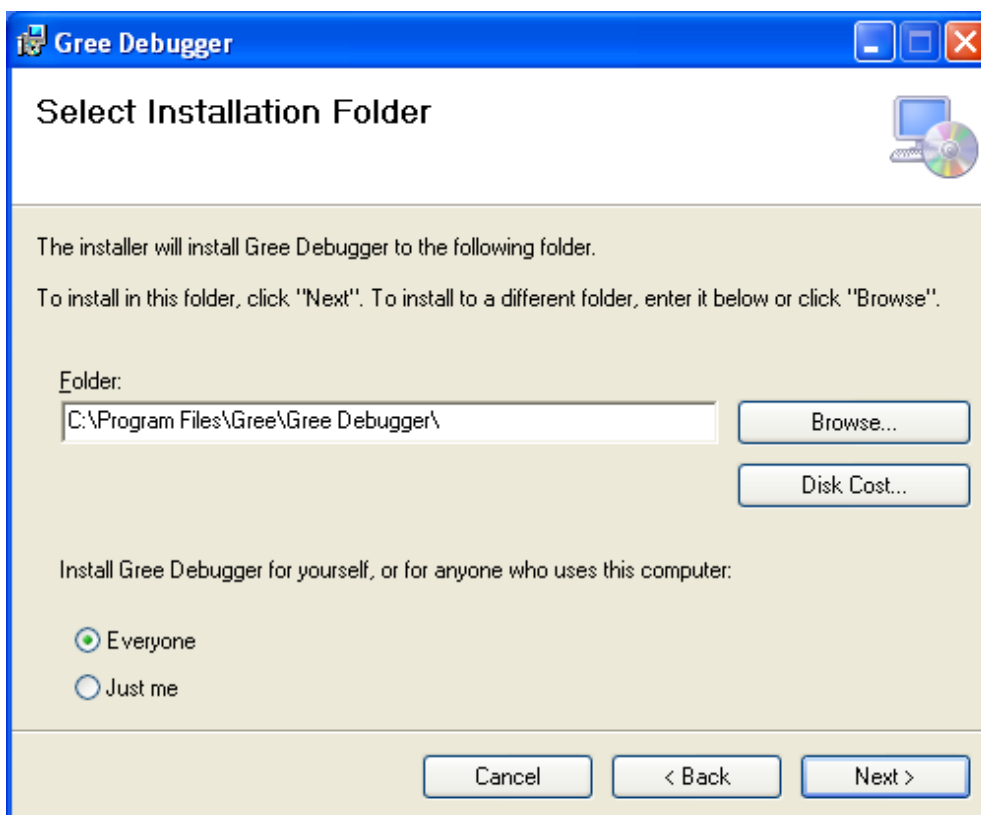 Gree Debugger
Select Installation Folder
The installer will install Gree Debugger to the following folder.
To install in this folder, click "Next". To install to a different folder, enter it below or click "Browse".
Folder:
C:\Program Files\Gree\Gree Debugger\
Browse...
Disk Cost...
Install Gree Debugger for yourself, or for anyone who uses this computer:
Everyone
Just me
Cancel
< Back
Next >